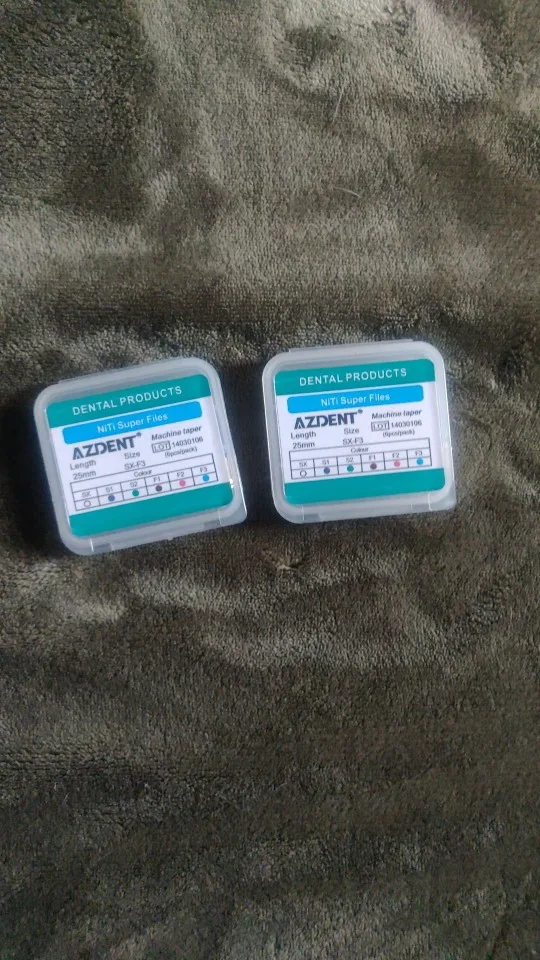 DENTAL PRODUCTS
NiTi Super Files
AZDENT® Machine taper
Length Size LOT 14030106
25mm SX-F3 (6pcs/pack)
Colour
SX S1 S2 F1 F2 F3
DENTAL PRODUCTS
NiTi Super Files
AZDENT® Machine taper
Length Size LOT 14030106
25mm SX-F3 (6pcs/pack)
Colour
SX S1 S2 F1 F2 F3